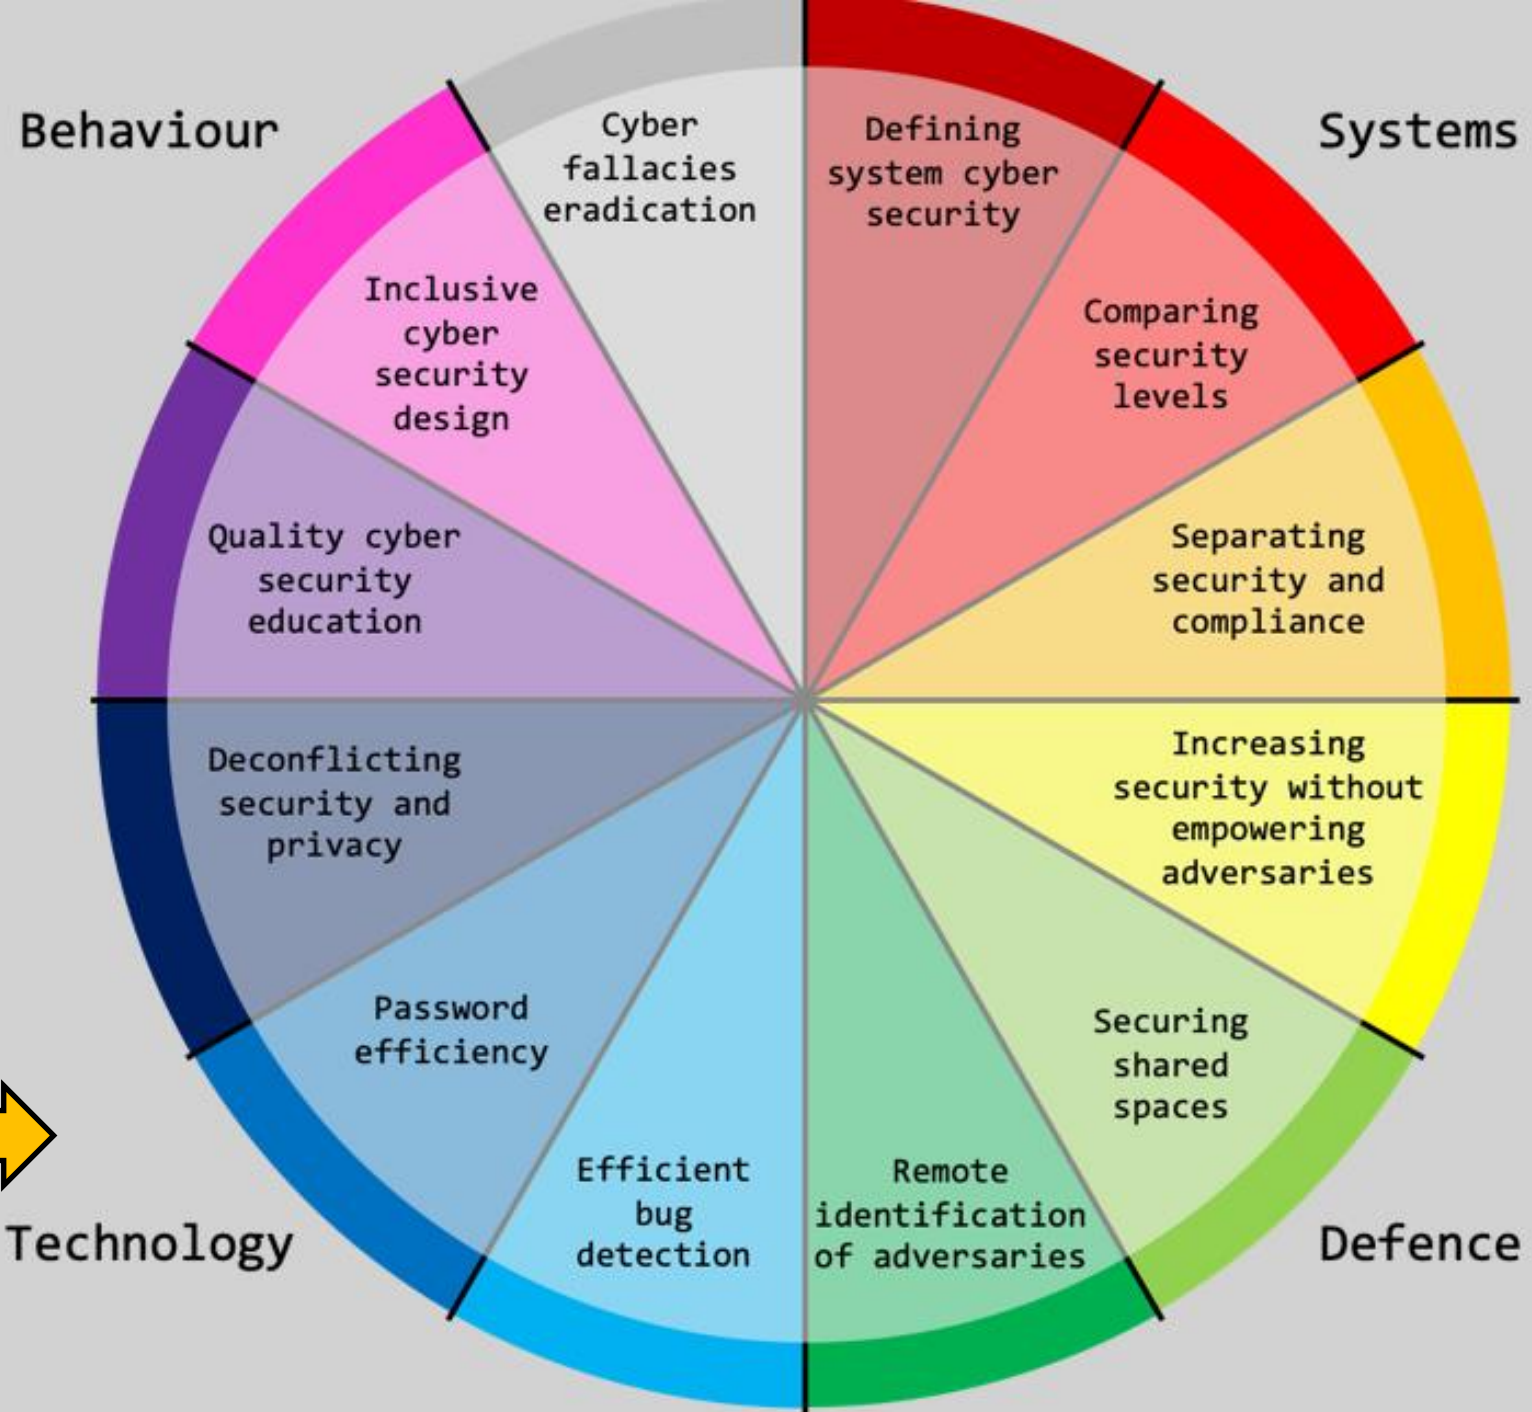 Behaviour
Systems
Cyber
fallacies
eradication
Defining
system cyber
security
Inclusive
cyber
security
design
Comparing
security
levels
Quality cyber
security
education
Separating
security and
compliance
Deconflicting
security and
privacy
Increasing
security without
empowering
adversaries
Password
efficiency
Securing
shared
spaces
Efficient
bug
detection
Remote
identification
of adversaries
Technology
Defence